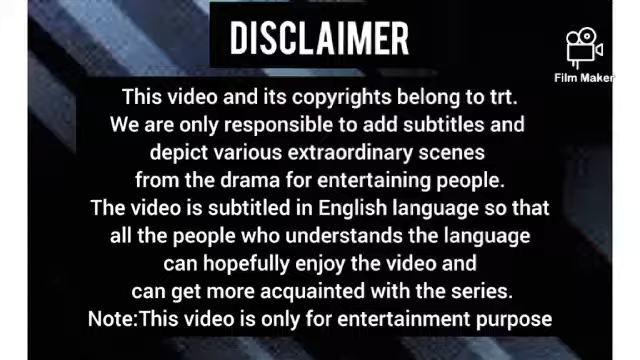 DISCLAIMER
Film Maker
This video and its copyrights belong to trt.
We are only responsible to add subtitles and
depict various extraordinary scenes
from the drama for entertaining people.
The video is subtitled in English language so that
all the people who understands the language
can hopefully enjoy the video and
can get more acquainted with the series.
Note:This video is only for entertainment purpose